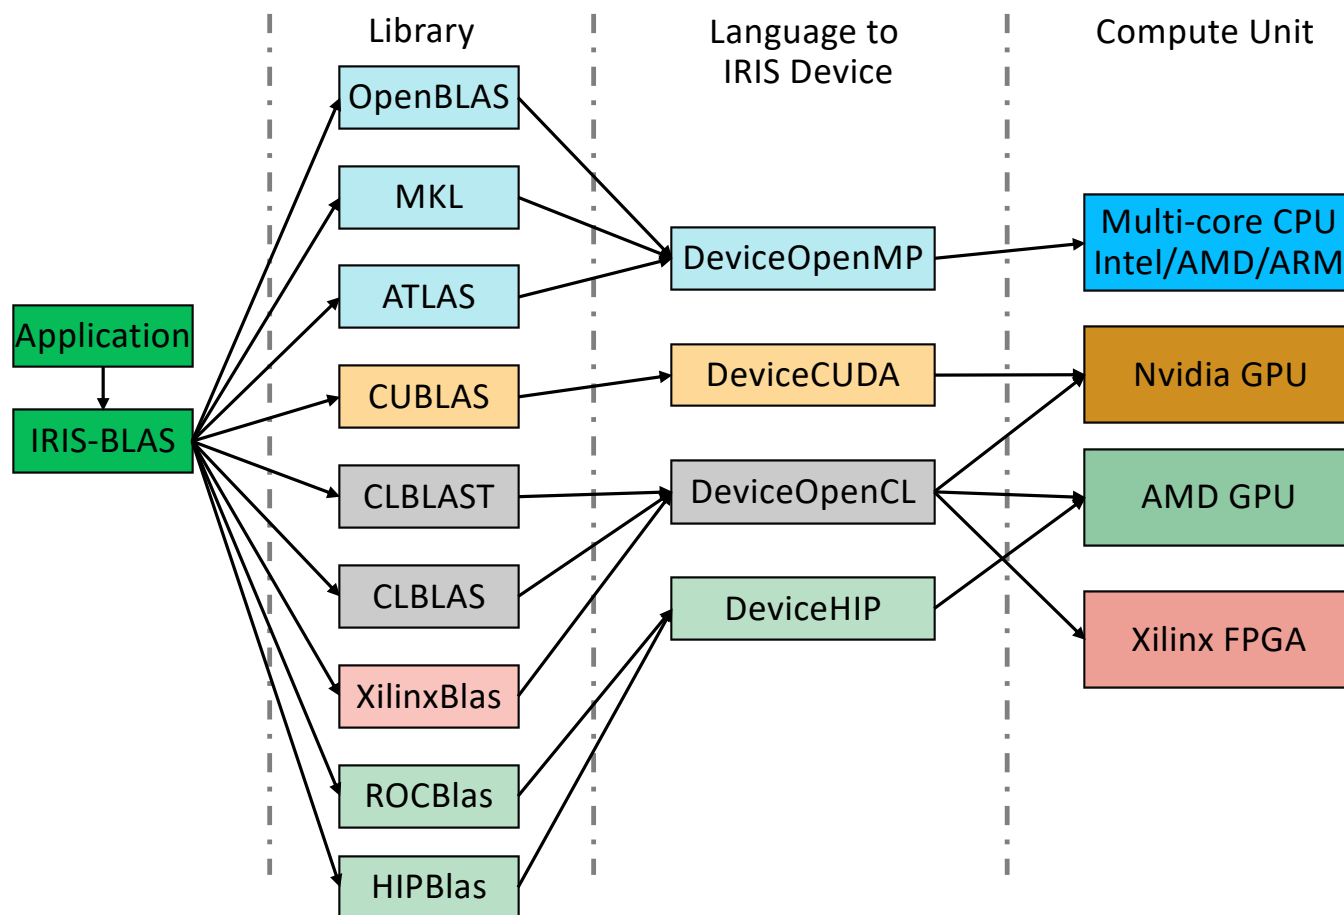 Library
Language to
IRIS Device
Compute Unit
Application
IRIS-BLAS
OpenBLAS
MKL
ATLAS
CUBLAS
CLBLAST
CLBLAS
XilinxBlas
ROCBlas
HIPBlas
DeviceOpenMP
DeviceCUDA
DeviceOpenCL
DeviceHIP
Multi-core CPU
Intel/AMD/ARM
Nvidia GPU
AMD GPU
Xilinx FPGA